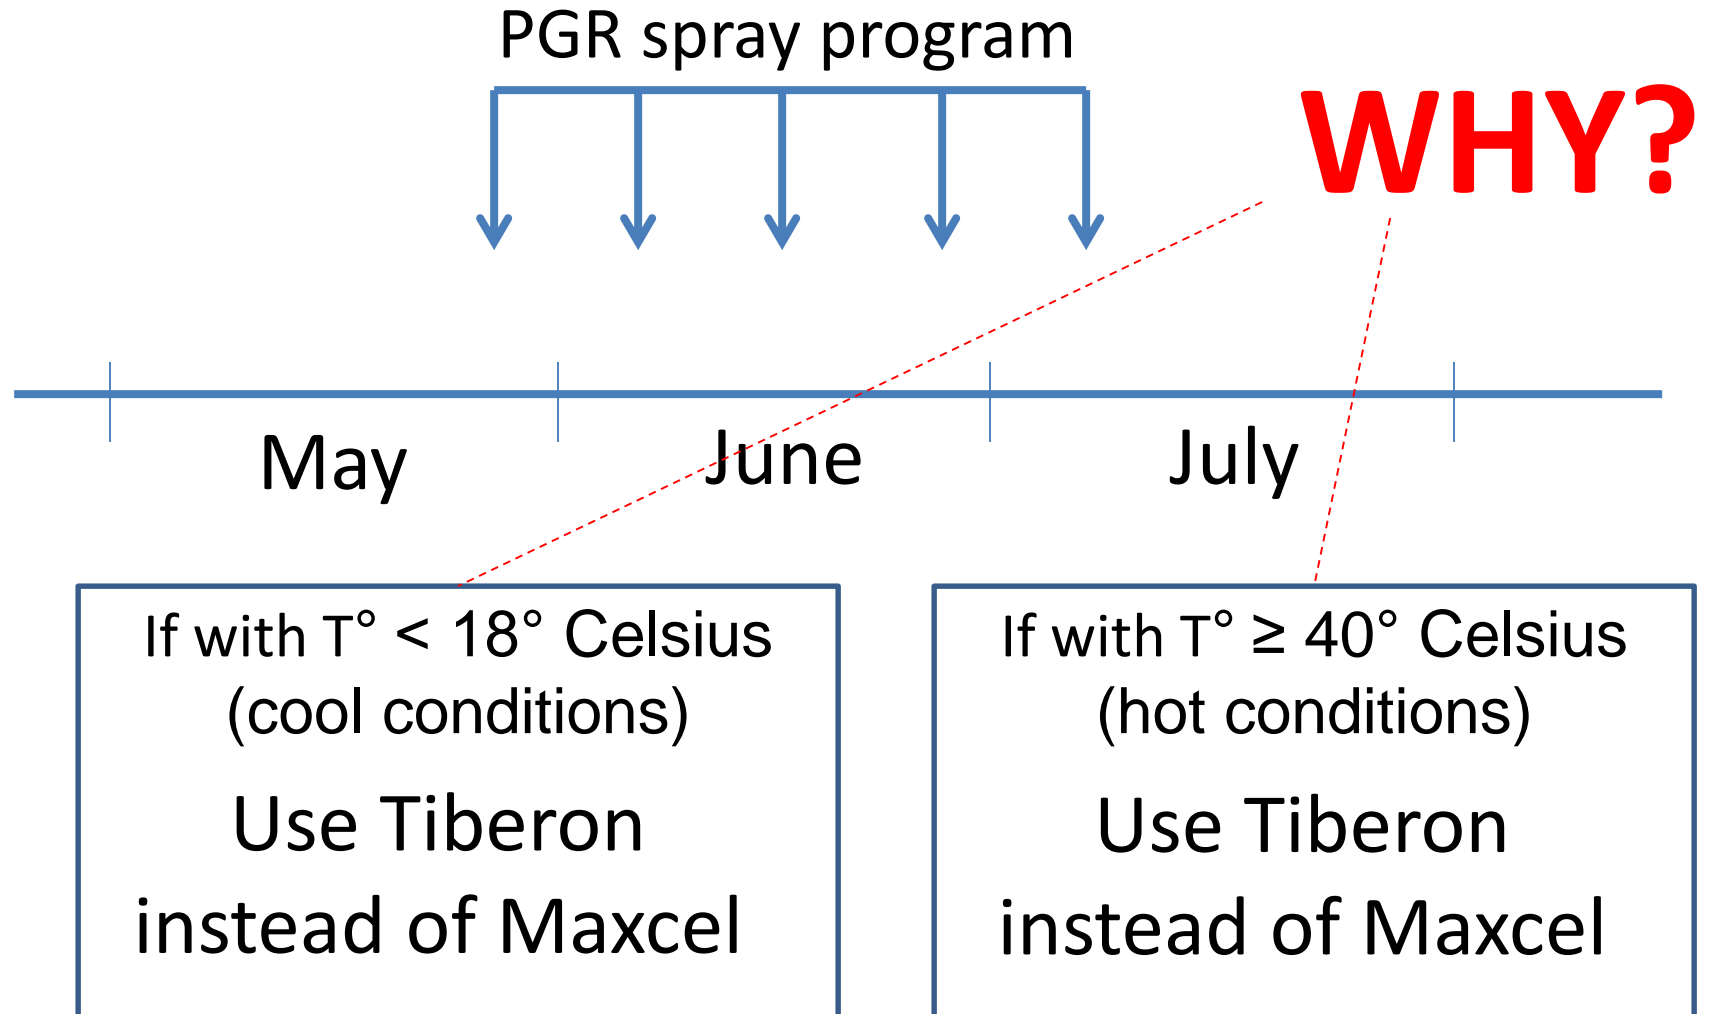 PGR spray program
WHY?
May June July
If with T° < 18° Celsius
(cool conditions)
Use Tiberon
instead of Maxcel
If with T° ≥ 40° Celsius
(hot conditions)
Use Tiberon
instead of Maxcel